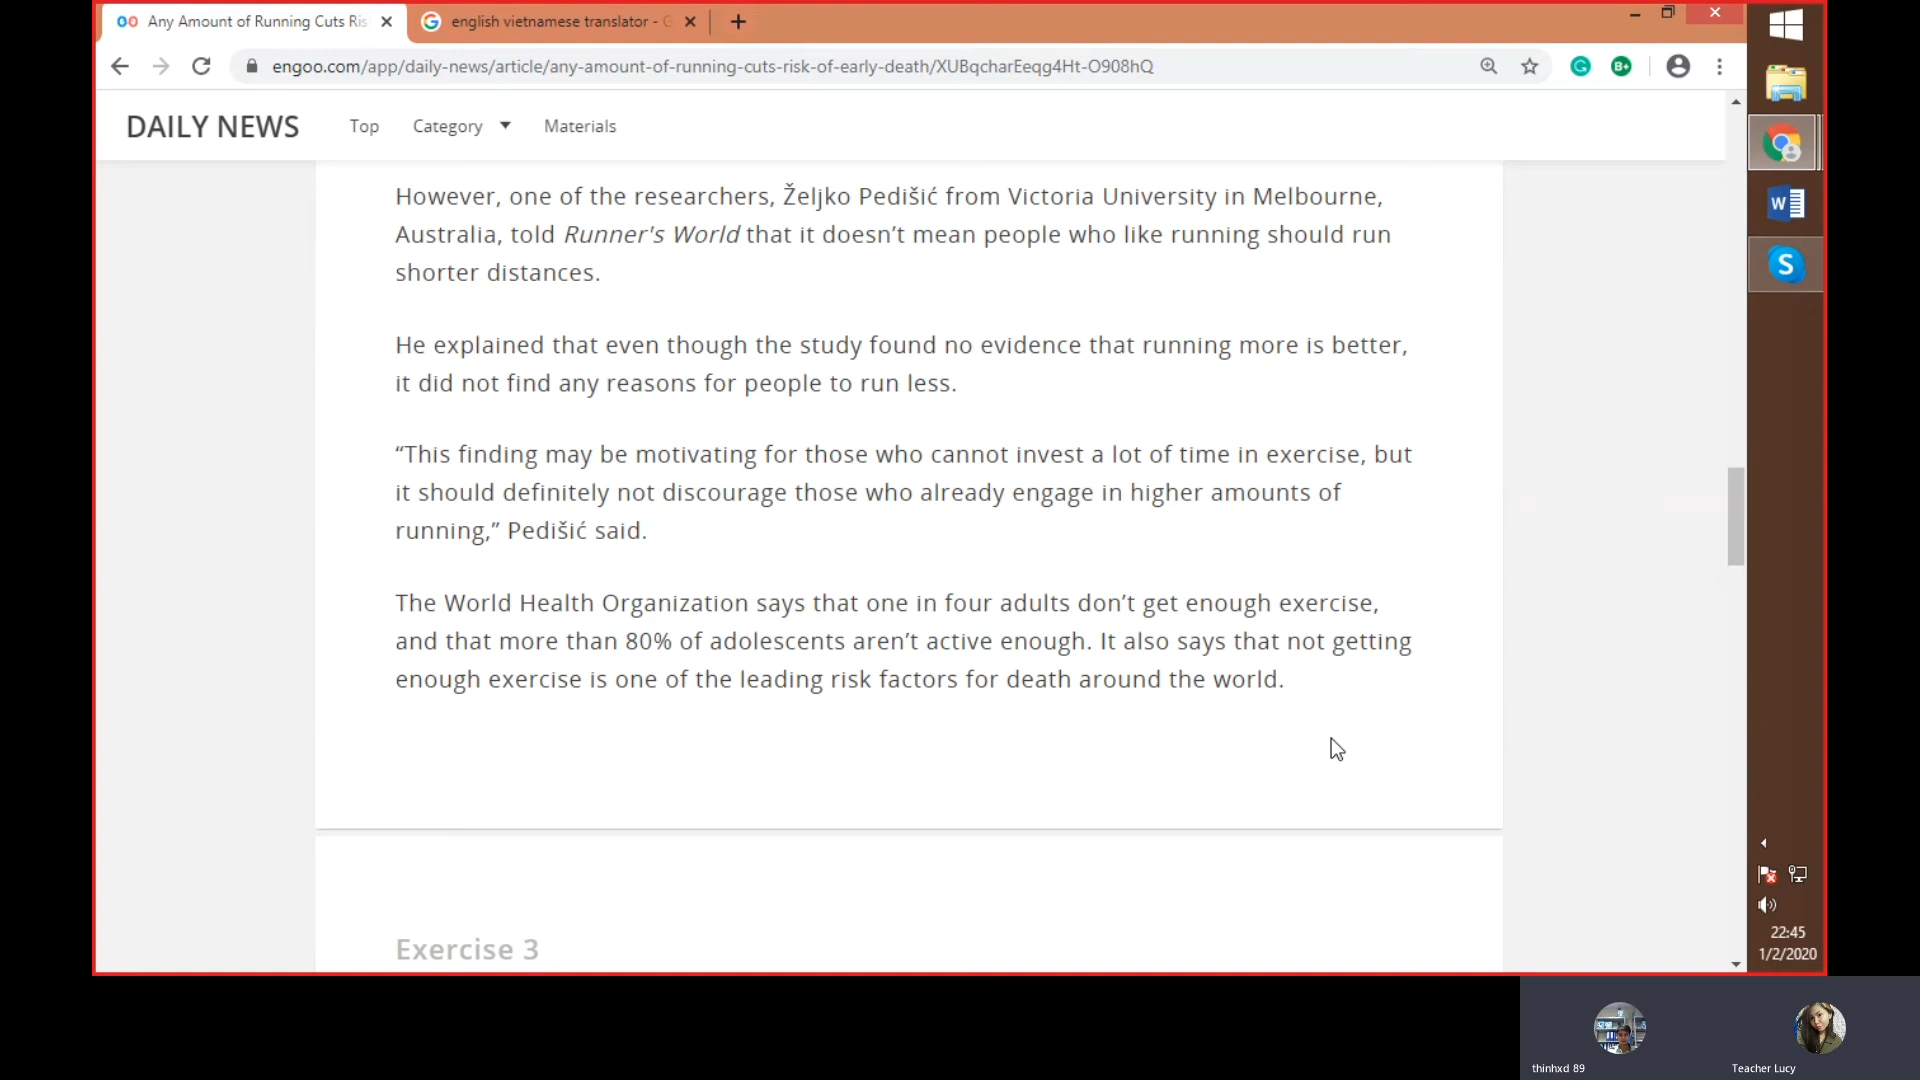 Any Amount of Running Cuts Ris
english vietnamese translator - G
engoo.com/app/daily-news/article/any-amount-of-running-cuts-risk-of-early-death/XUBqcharEeqg4Ht-O908hQ
DAILY NEWS
Top
Category
Materials
However, one of the researchers, Željko Pedišić from Victoria University in Melbourne,
Australia, told Runner's World that it doesn’t mean people who like running should run
shorter distances.
He explained that even though the study found no evidence that running more is better,
it did not find any reasons for people to run less.
“This finding may be motivating for those who cannot invest a lot of time in exercise, but
it should definitely not discourage those who already engage in higher amounts of
running,” Pedišić said.
The World Health Organization says that one in four adults don’t get enough exercise,
and that more than 80% of adolescents aren’t active enough. It also says that not getting
enough exercise is one of the leading risk factors for death around the world.
Exercise 3
22:45
1/2/2020
thinhxd 89
Teacher Lucy